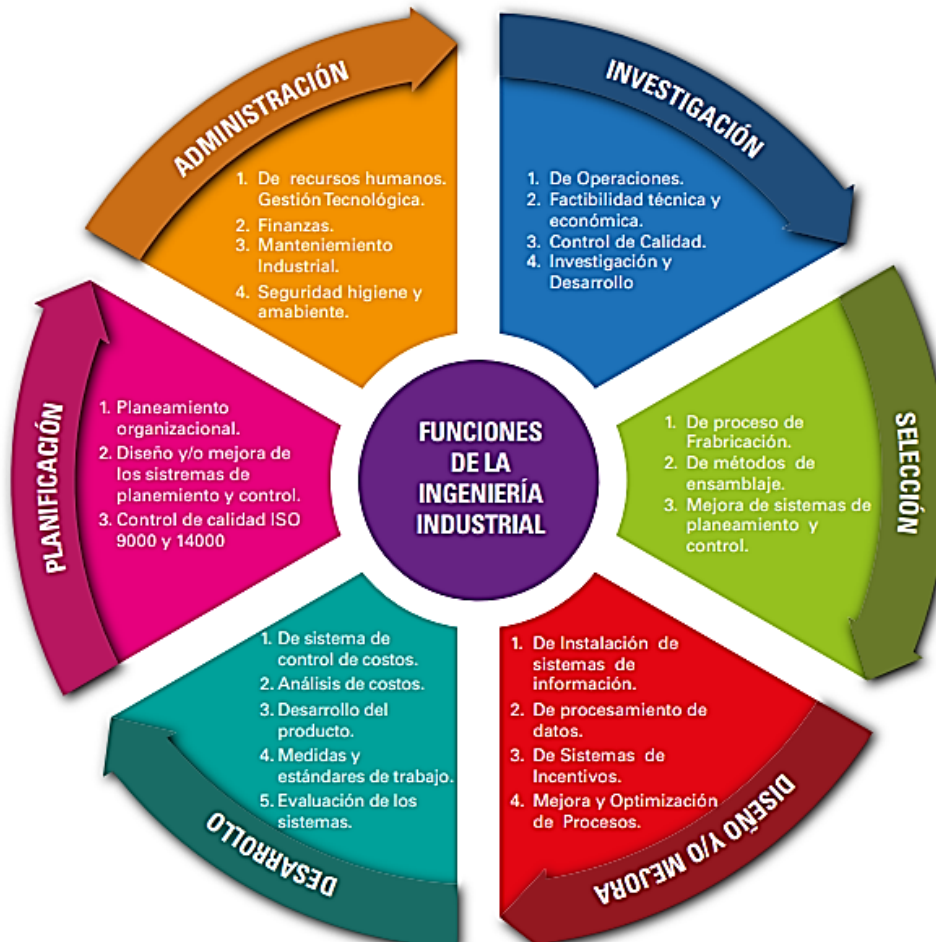 ADMINISTRACIÓN
1. De recursos humanos.
Gestión Tecnológica.
2. Finanzas.
3. Manteniemiento
Industrial.
4. Seguridad higiene y
amabiente.
INVESTIGACIÓN
1. De Operaciones.
2. Factibilidad técnica y
económica.
3. Control de Calidad.
4. Investigación y
Desarrollo
SELECCIÓN
1. De proceso de
Frabricación.
2. De métodos de
ensamblaje.
3. Mejora de sistemas de
planeamiento y
control.
DISEÑO Y/O MEJORA
1. De Instalación de
sistemas de
información.
2. De procesamiento de
datos.
3. De Sistemas de
Incentivos.
4. Mejora y Optimización
de Procesos.
DESARROLLO
1. De sistema de
control de costos.
2. Análisis de costos.
3. Desarrollo del
producto.
4. Medidas y
estándares de trabajo.
5. Evaluación de los
sistemas.
PLANIFICACIÓN
1. Planeamiento
organizacional.
2. Diseño y/o mejora de
los sistremas de
planemiento y control.
3. Control de calidad ISO
9000 y 14000
FUNCIONES
DE LA
INGENIERÍA
INDUSTRIAL